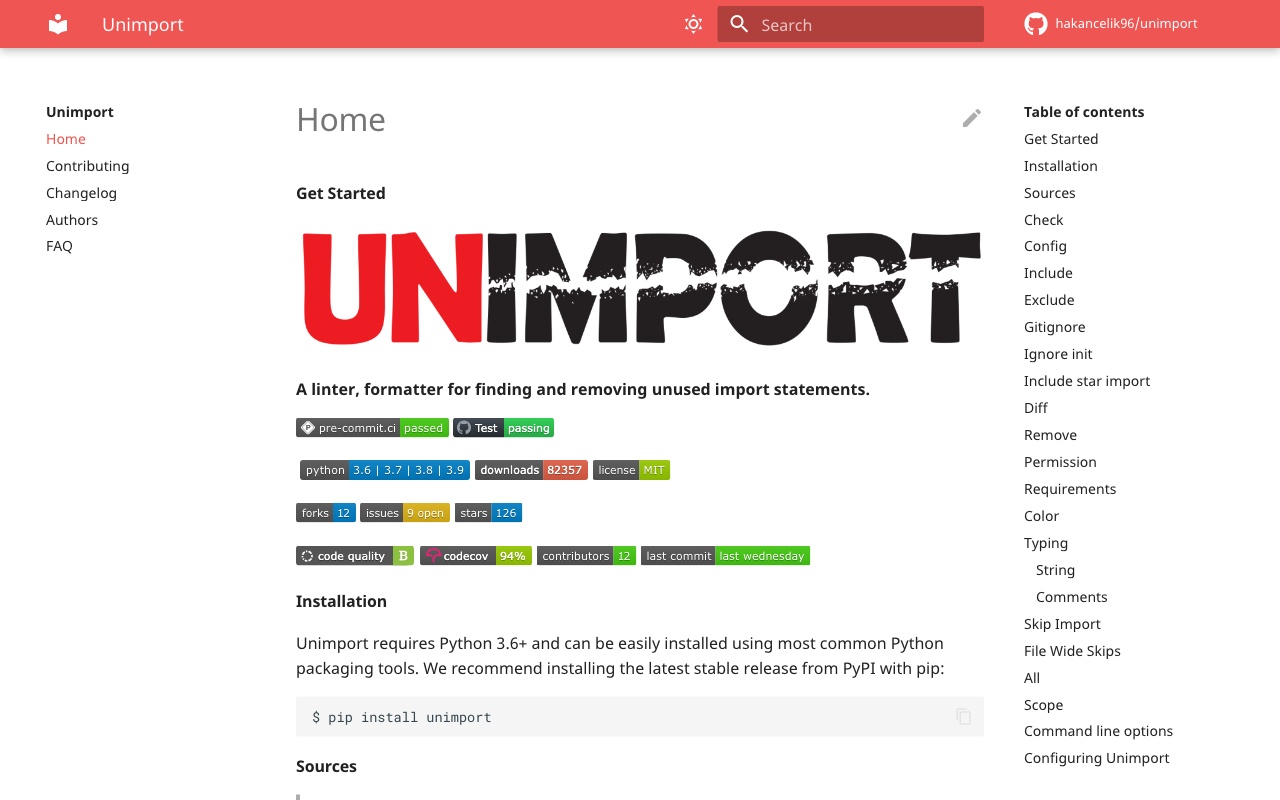 Unimport
Search
hakancelik96/unimport
Unimport
Home
Contributing
Changelog
Authors
FAQ
Home
Get Started
UNIMPORT
A linter, formatter for finding and removing unused import statements.
pre-commit.ci passed Test passing
python 3.6 | 3.7 | 3.8 | 3.9 downloads 82357 license MIT
forks 12 issues 9 open stars 126
code quality B codecov 94% contributors 12 last commit last wednesday
Installation
Unimport requires Python 3.6+ and can be easily installed using most common Python
packaging tools. We recommend installing the latest stable release from PyPI with pip:
$ pip install unimport
Sources
Table of contents
Get Started
Installation
Sources
Check
Config
Include
Exclude
Gitignore
Ignore init
Include star import
Diff
Remove
Permission
Requirements
Color
Typing
String
Comments
Skip Import
File Wide Skips
All
Scope
Command line options
Configuring Unimport